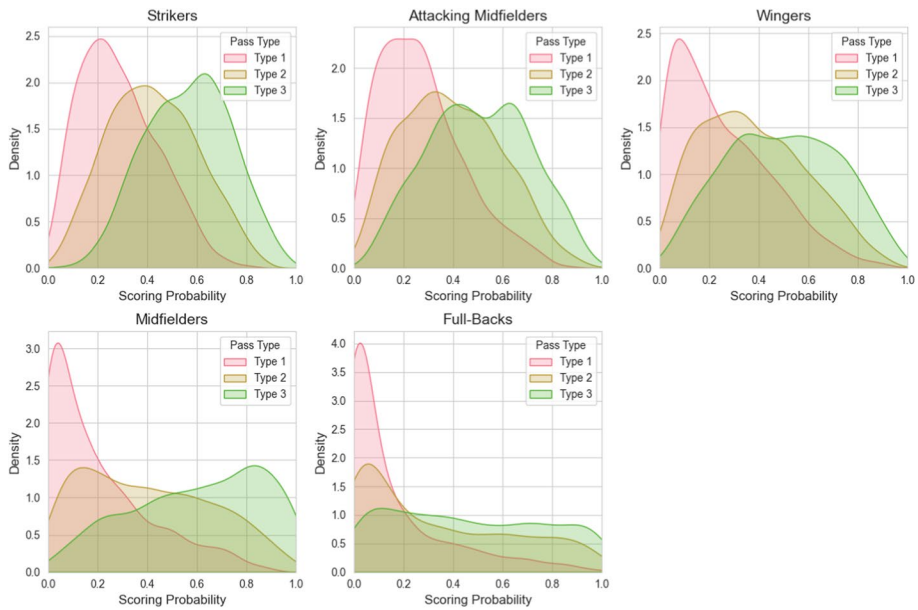 Strikers
2.5
2.0
1.5
1.0
0.5
0.0
Density
Pass Type
Type 1
Type 2
Type 3
0.0 0.2 0.4 0.6 0.8 1.0
Scoring Probability
Attacking Midfielders
2.0
1.5
1.0
0.5
0.0
Density
Pass Type
Type 1
Type 2
Type 3
0.0 0.2 0.4 0.6 0.8 1.0
Scoring Probability
Wingers
2.5
2.0
1.5
1.0
0.5
0.0
Density
Pass Type
Type 1
Type 2
Type 3
0.0 0.2 0.4 0.6 0.8 1.0
Scoring Probability
Midfielders
3.0
2.5
2.0
1.5
1.0
0.5
0.0
Density
Pass Type
Type 1
Type 2
Type 3
0.0 0.2 0.4 0.6 0.8 1.0
Scoring Probability
Full-Backs
4.0
3.5
3.0
2.5
2.0
1.5
1.0
0.5
0.0
Density
Pass Type
Type 1
Type 2
Type 3
0.0 0.2 0.4 0.6 0.8 1.0
Scoring Probability